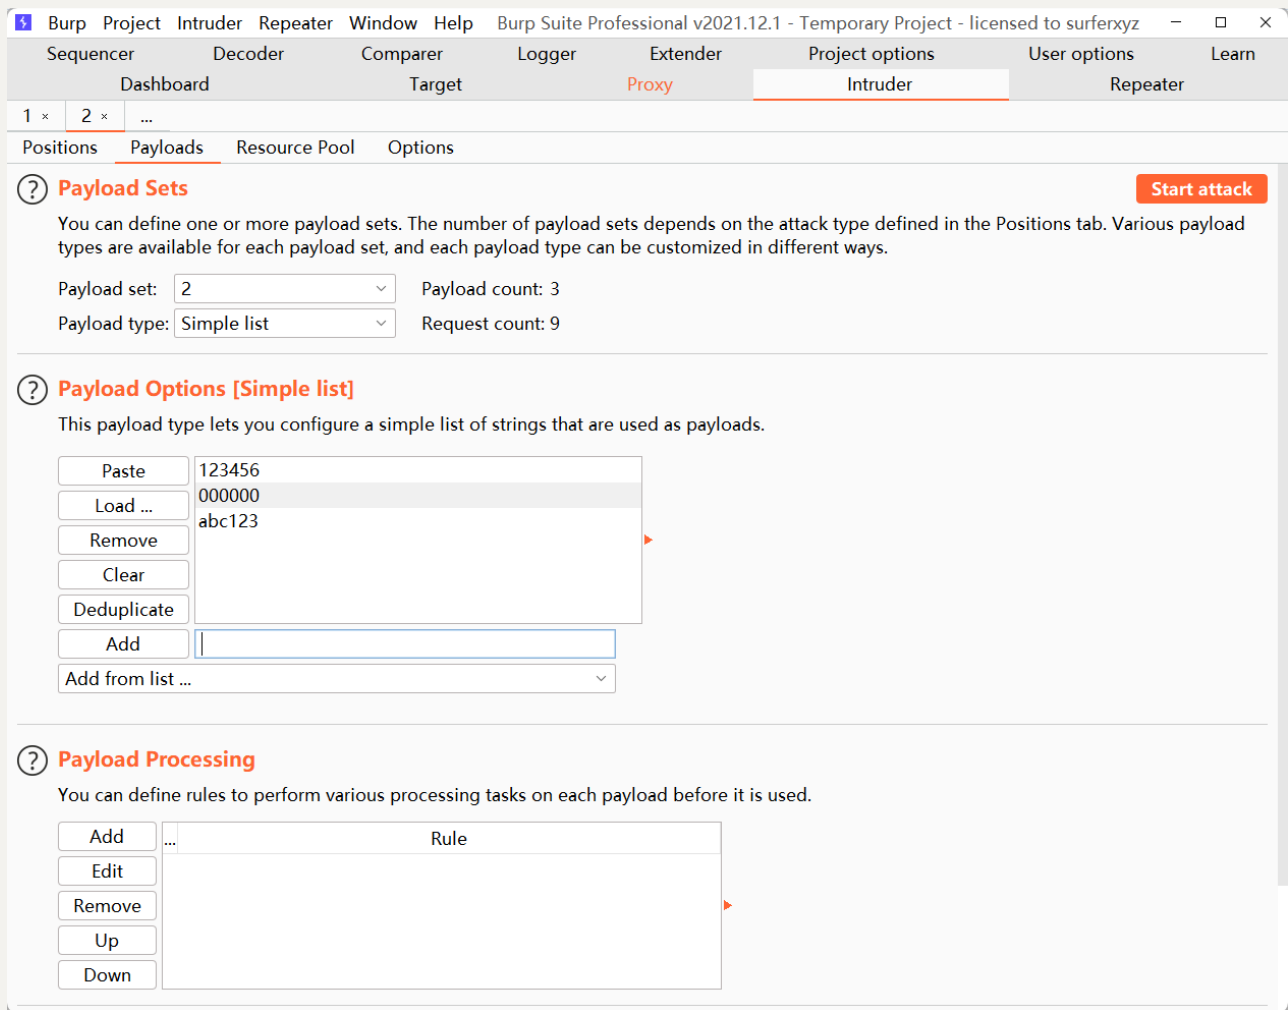 Burp Project Intruder Repeater Window Help Burp Suite Professional v2021.12.1 - Temporary Project - licensed to surferxyz
Sequencer Decoder Comparer Logger Extender Project options User options Learn
Dashboard Target Proxy Intruder Repeater
1 × 2 × ...
Positions Payloads Resource Pool Options
? Payload Sets Start attack
You can define one or more payload sets. The number of payload sets depends on the attack type defined in the Positions tab. Various payload
types are available for each payload set, and each payload type can be customized in different ways.
Payload set: 2 Payload count: 3
Payload type: Simple list Request count: 9
? Payload Options [Simple list]
This payload type lets you configure a simple list of strings that are used as payloads.
Paste 123456
000000
Load ...
abc123
Remove
Clear
Deduplicate
Add
Add from list ...
? Payload Processing
You can define rules to perform various processing tasks on each payload before it is used.
Add ... Rule
Edit
Remove
Up
Down